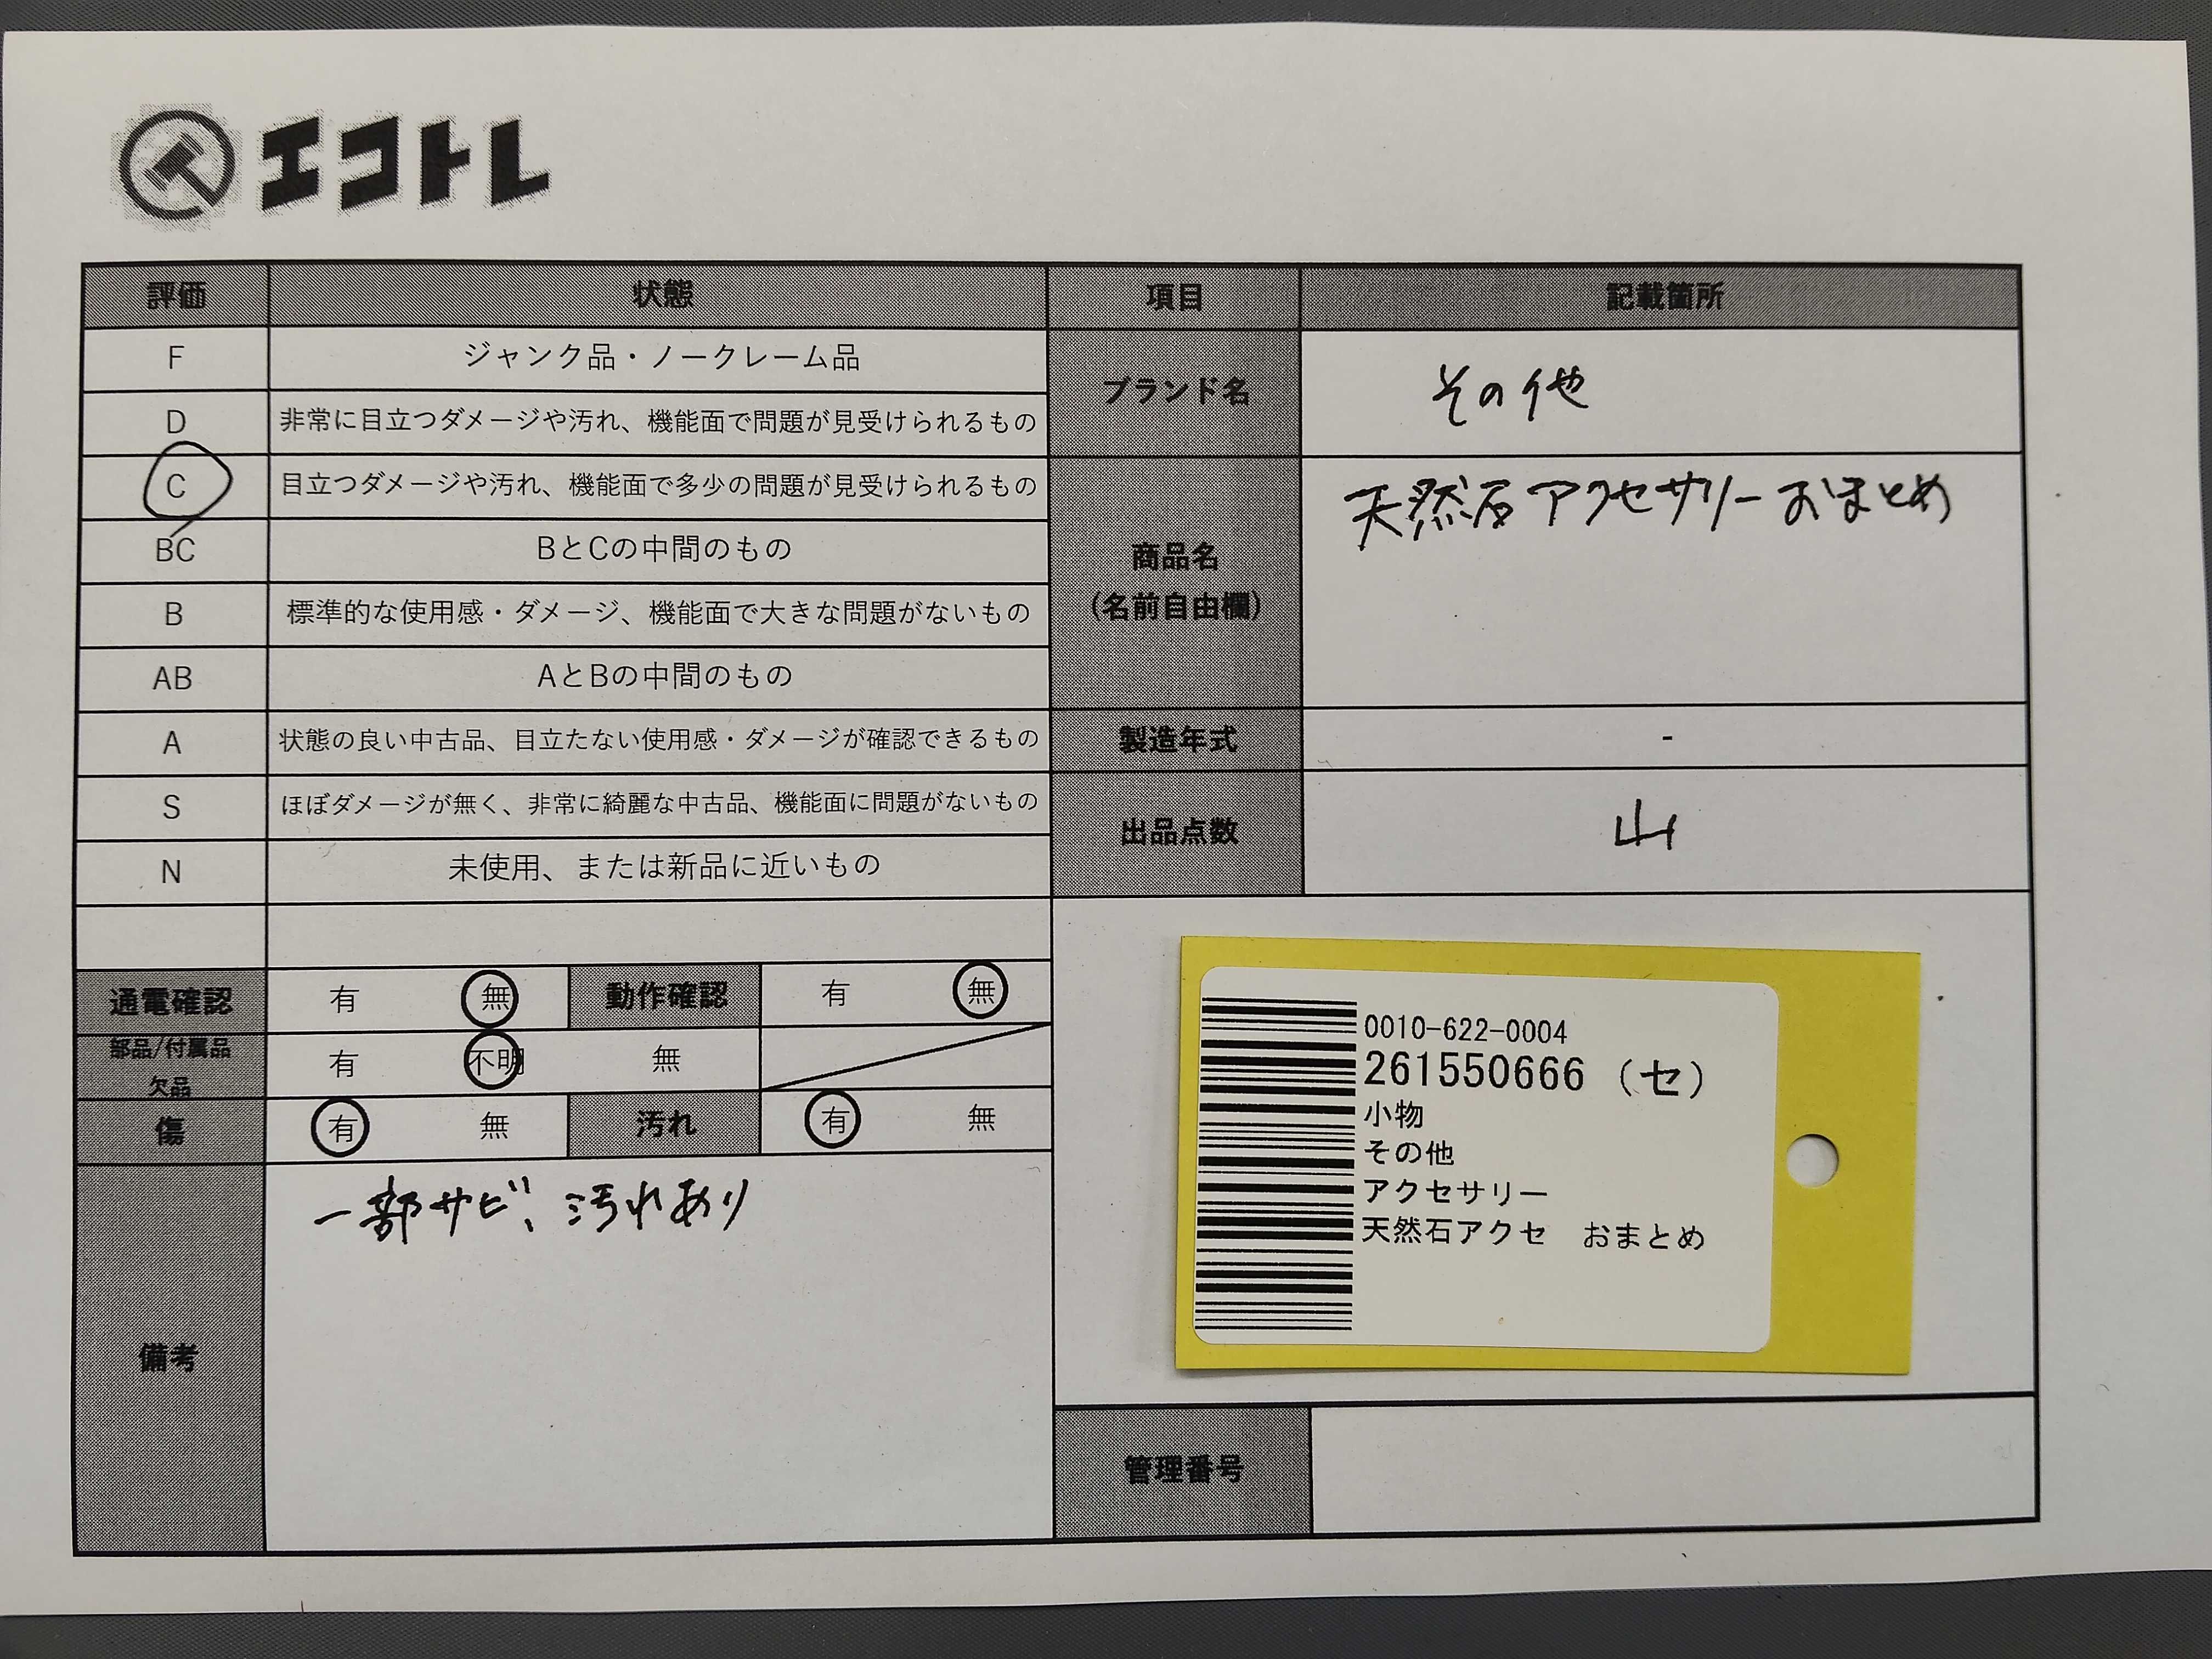 エコトレ
評価 状態 項目 記載箇所
F ジャンク品・ノークレーム品
D 非常に目立つダメージや汚れ、機能面で問題が見受けられるもの
ブランド名 その他
C 目立つダメージや汚れ、機能面で多少の問題が見受けられるもの
BC BとCの中間のもの
B 標準的な使用感・ダメージ、機能面で大きな問題がないもの
AB AとBの中間のもの
商品名
(名前自由欄)
天然石アクセサリーおまとめ
A 状態の良い中古品、目立たない使用感・ダメージが確認できるもの
製造年式 -
S ほぼダメージが無く、非常に綺麗な中古品、機能面に問題がないもの
N 未使用、または新品に近いもの
出品点数 山
通電確認 有 無 動作確認 有 無
部品/付属品
欠品
有 不明 無
傷 有 無 汚れ 有 無
備考
一部サビ、汚れあり
0010-622-0004
261550666 (セ)
小物
その他
アクセサリー
天然石アクセ おまとめ
管理番号